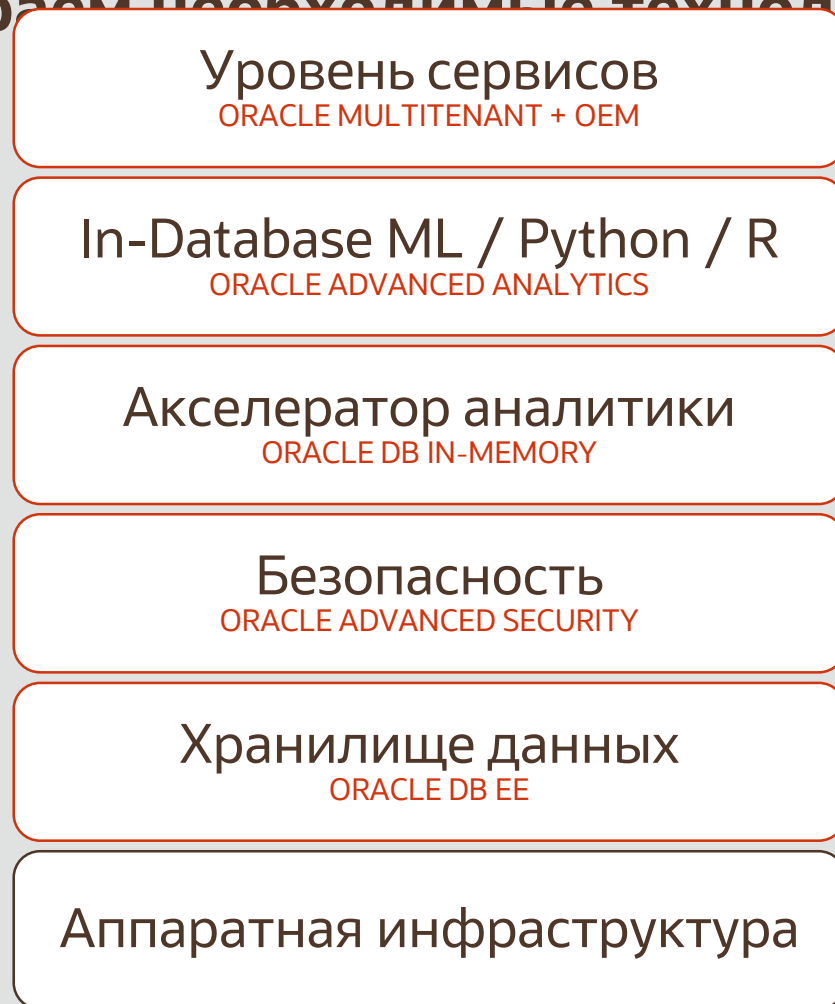 Уровень сервисов
ORACLE MULTITENANT + OEM
In-Database ML / Python / R
ORACLE ADVANCED ANALYTICS
Акселератор аналитики
ORACLE DB IN-MEMORY
Безопасность
ORACLE ADVANCED SECURITY
Хранилище данных
ORACLE DB EE
Аппаратная инфраструктура